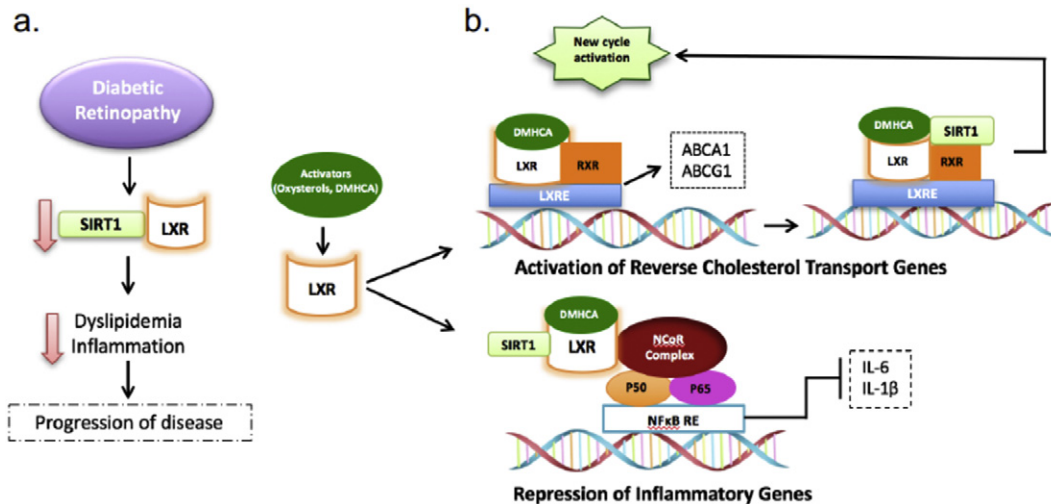 a.
Diabetic
Retinopathy
SIRT1
LXR
Dyslipidemia
Inflammation
Progression of disease
Activators
(Oxysterols, DMHCA)
LXR
b.
New cycle
activation
DMHCA
LXR
RXR
LXRE
ABCA1
ABCG1
DMHCA
SIRT1
LXR
RXR
LXRE
Activation of Reverse Cholesterol Transport Genes
SIRT1
DMHCA
LXR
NCoR
Complex
P50
P65
NFκB RE
IL-6
IL-1β
Repression of Inflammatory Genes